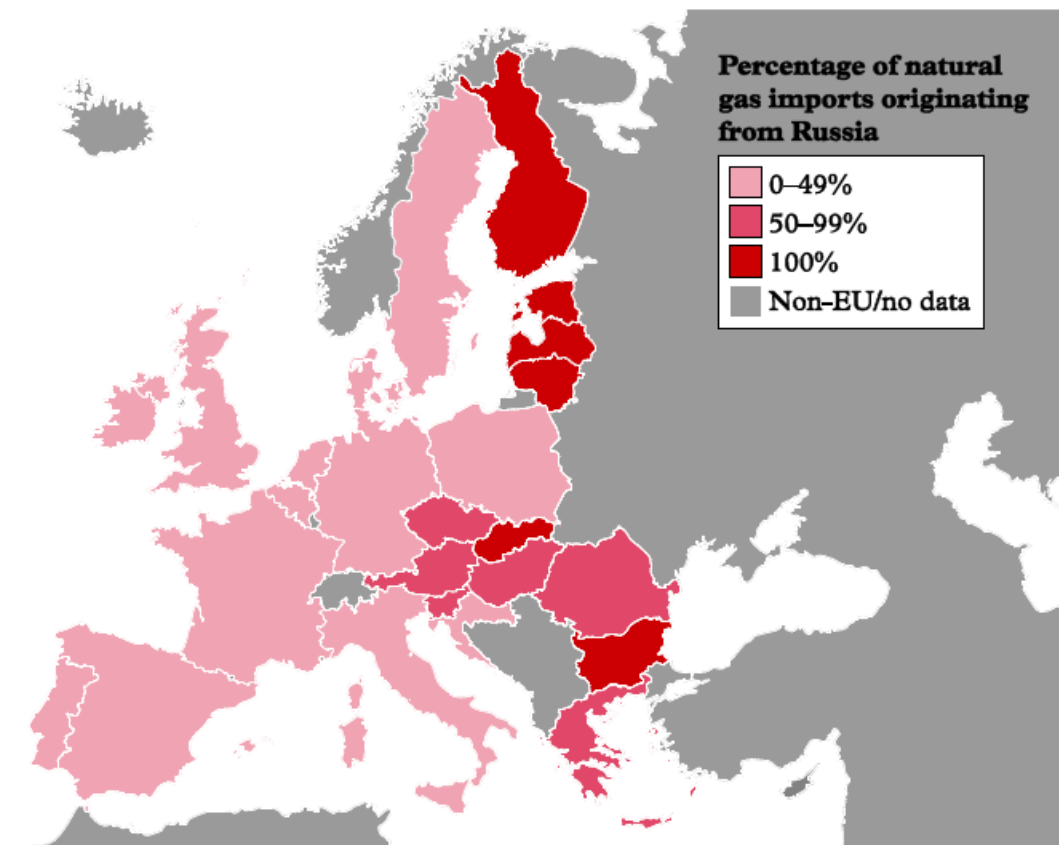 Percentage of natural
gas imports originating
from Russia
0–49%
50–99%
100%
Non-EU/no data